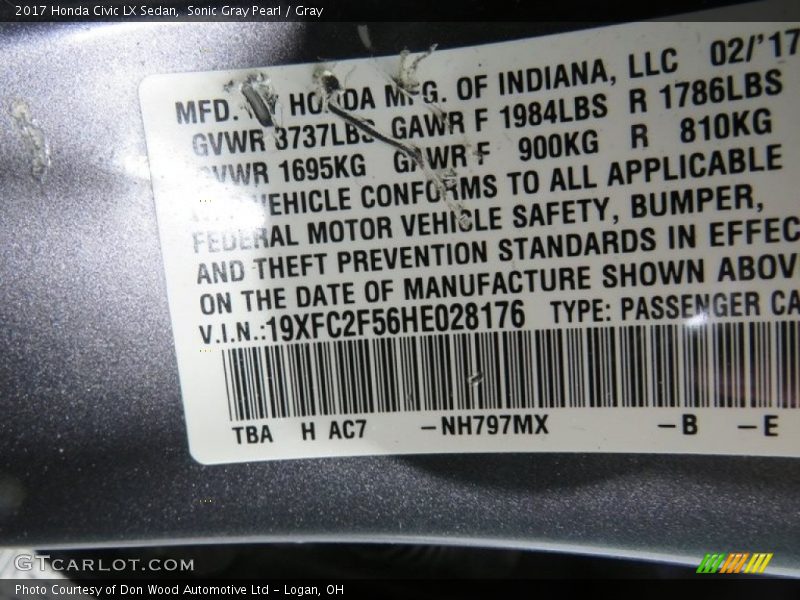 2017 Honda Civic LX Sedan, Sonic Gray Pearl / Gray
MFD. HONDA MFG. OF INDIANA, LLC 02/'17
GVWR 3737LBS GAWR F 1984LBS R 1786LBS
GVWR 1695KG GAWR F 900KG R 810KG
VEHICLE CONFORMS TO ALL APPLICABLE
FEDERAL MOTOR VEHICLE SAFETY, BUMPER,
AND THEFT PREVENTION STANDARDS IN EFFEC
ON THE DATE OF MANUFACTURE SHOWN ABOV
V.I.N.:19XFC2F56HE028176 TYPE: PASSENGER CA
TBA H AC7 –NH797MX –B –E
GTCARLOT.COM
Photo Courtesy of Don Wood Automotive Ltd – Logan, OH